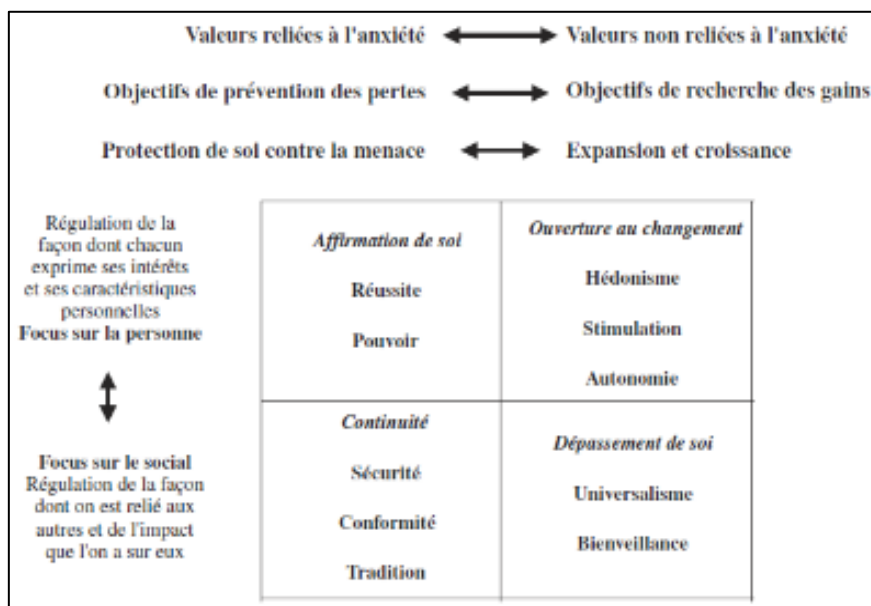 Valeurs reliées à l'anxiété Valeurs non reliées à l'anxiété
Objectifs de prévention des pertes Objectifs de recherche des gains
Protection de soi contre la menace Expansion et croissance
Régulation de la
façon dont chacun
exprime ses intérêts
et ses caractéristiques
personnelles
Focus sur la personne
Affirmation de soi
Réussite
Pouvoir
Ouverture au changement
Hédonisme
Stimulation
Autonomie
Focus sur le social
Régulation de la façon
dont on est relié aux
autres et de l'impact
que l'on a sur eux
Continuité
Sécurité
Conformité
Tradition
Dépassement de soi
Universalisme
Bienveillance